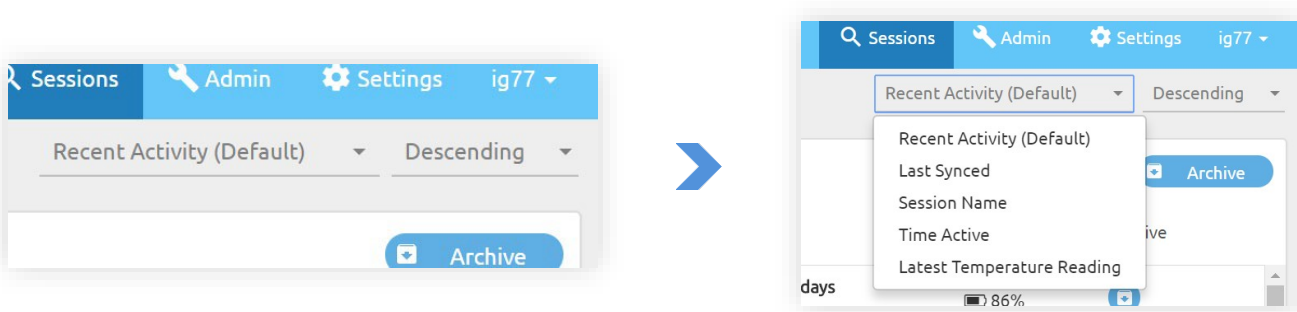 Sessions Admin Settings ig77
Recent Activity (Default) Descending
Archive
Sessions Admin Settings ig77
Recent Activity (Default) Descending
Recent Activity (Default)
Last Synced
Archive
Session Name
Time Active
ive
Latest Temperature Reading
days
86%